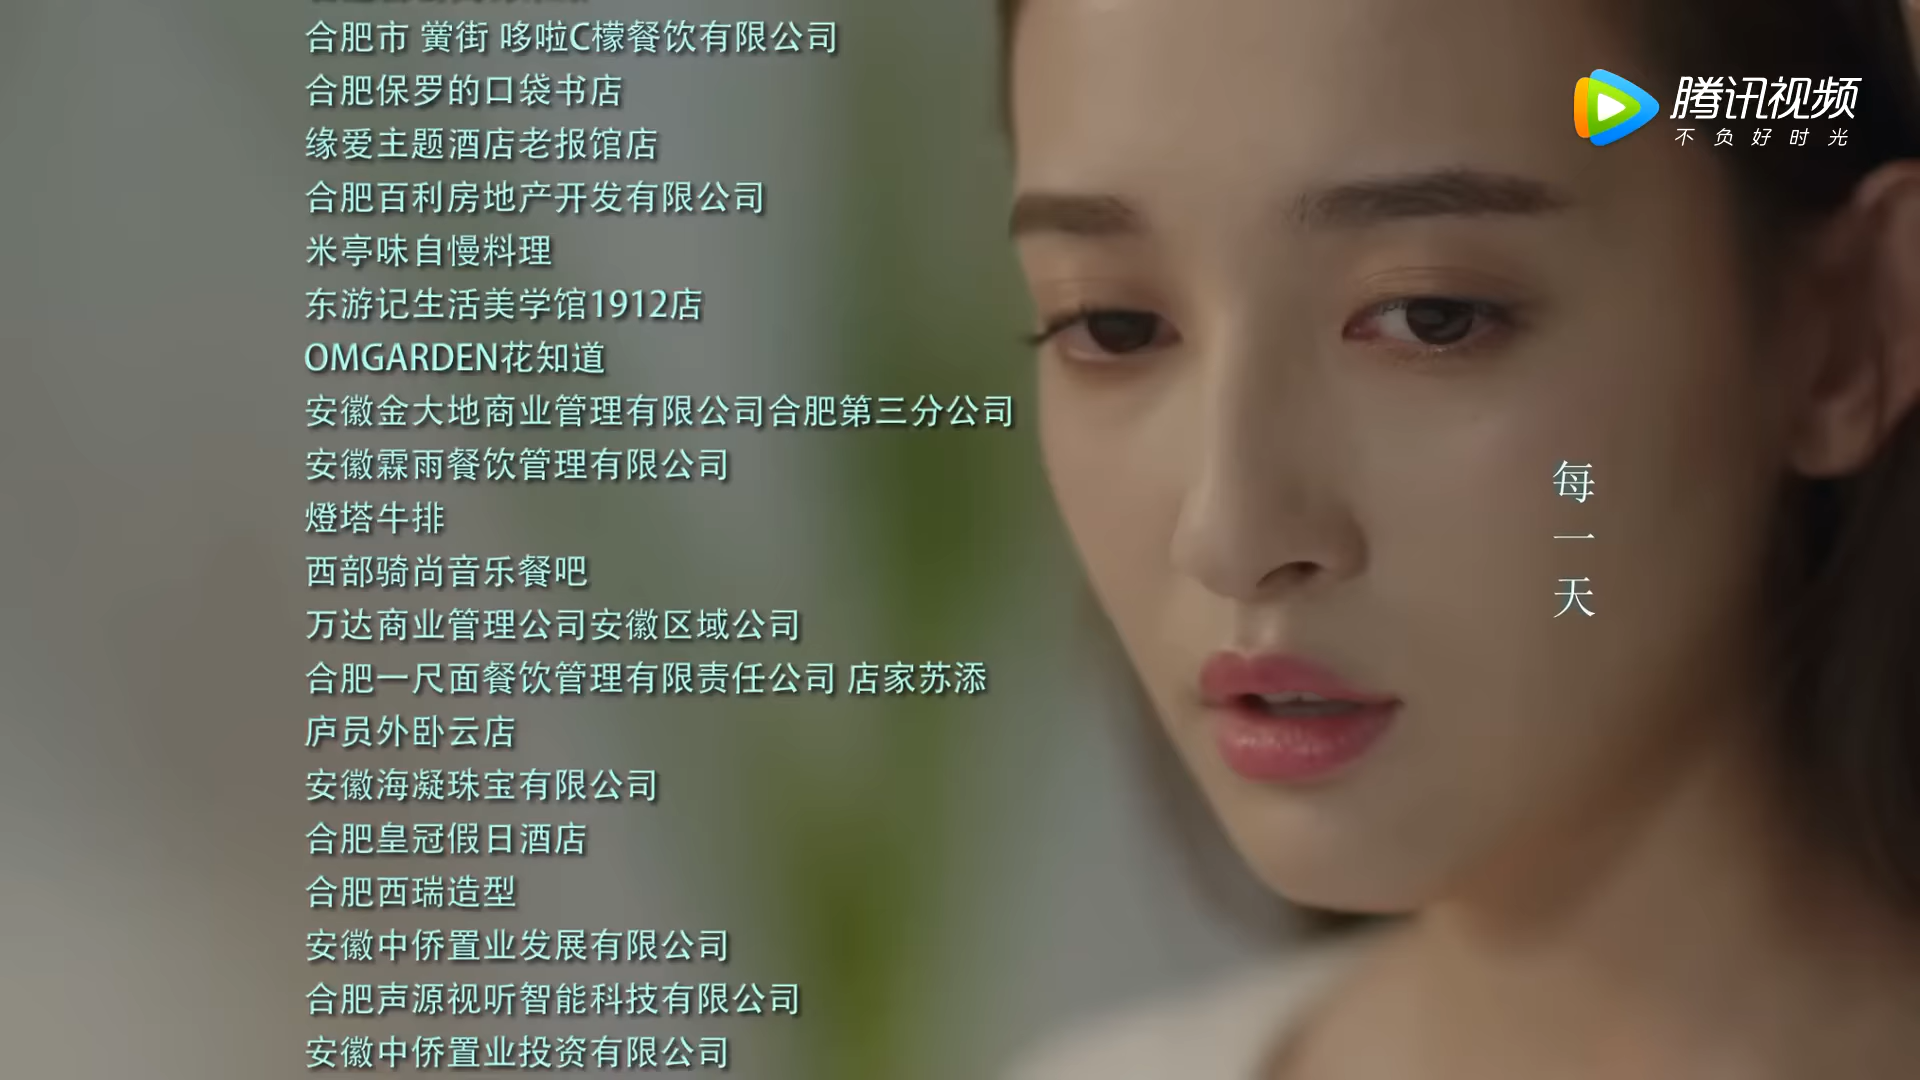 合肥市 黉街 哆啦C檬餐饮有限公司
合肥保罗的口袋书店
缘爱主题酒店老报馆店
合肥百利房地产开发有限公司
米亭味自慢料理
东游记生活美学馆1912店
OMGARDEN花知道
安徽金大地商业管理有限公司合肥第三分公司
安徽霖雨餐饮管理有限公司
燈塔牛排
西部骑尚音乐餐吧
万达商业管理公司安徽区域公司
合肥一尺面餐饮管理有限责任公司 店家苏添
庐员外卧云店
安徽海凝珠宝有限公司
合肥皇冠假日酒店
合肥西瑞造型
安徽中侨置业发展有限公司
合肥声源视听智能科技有限公司
安徽中侨置业投资有限公司
腾讯视频
不负好时光
每一天